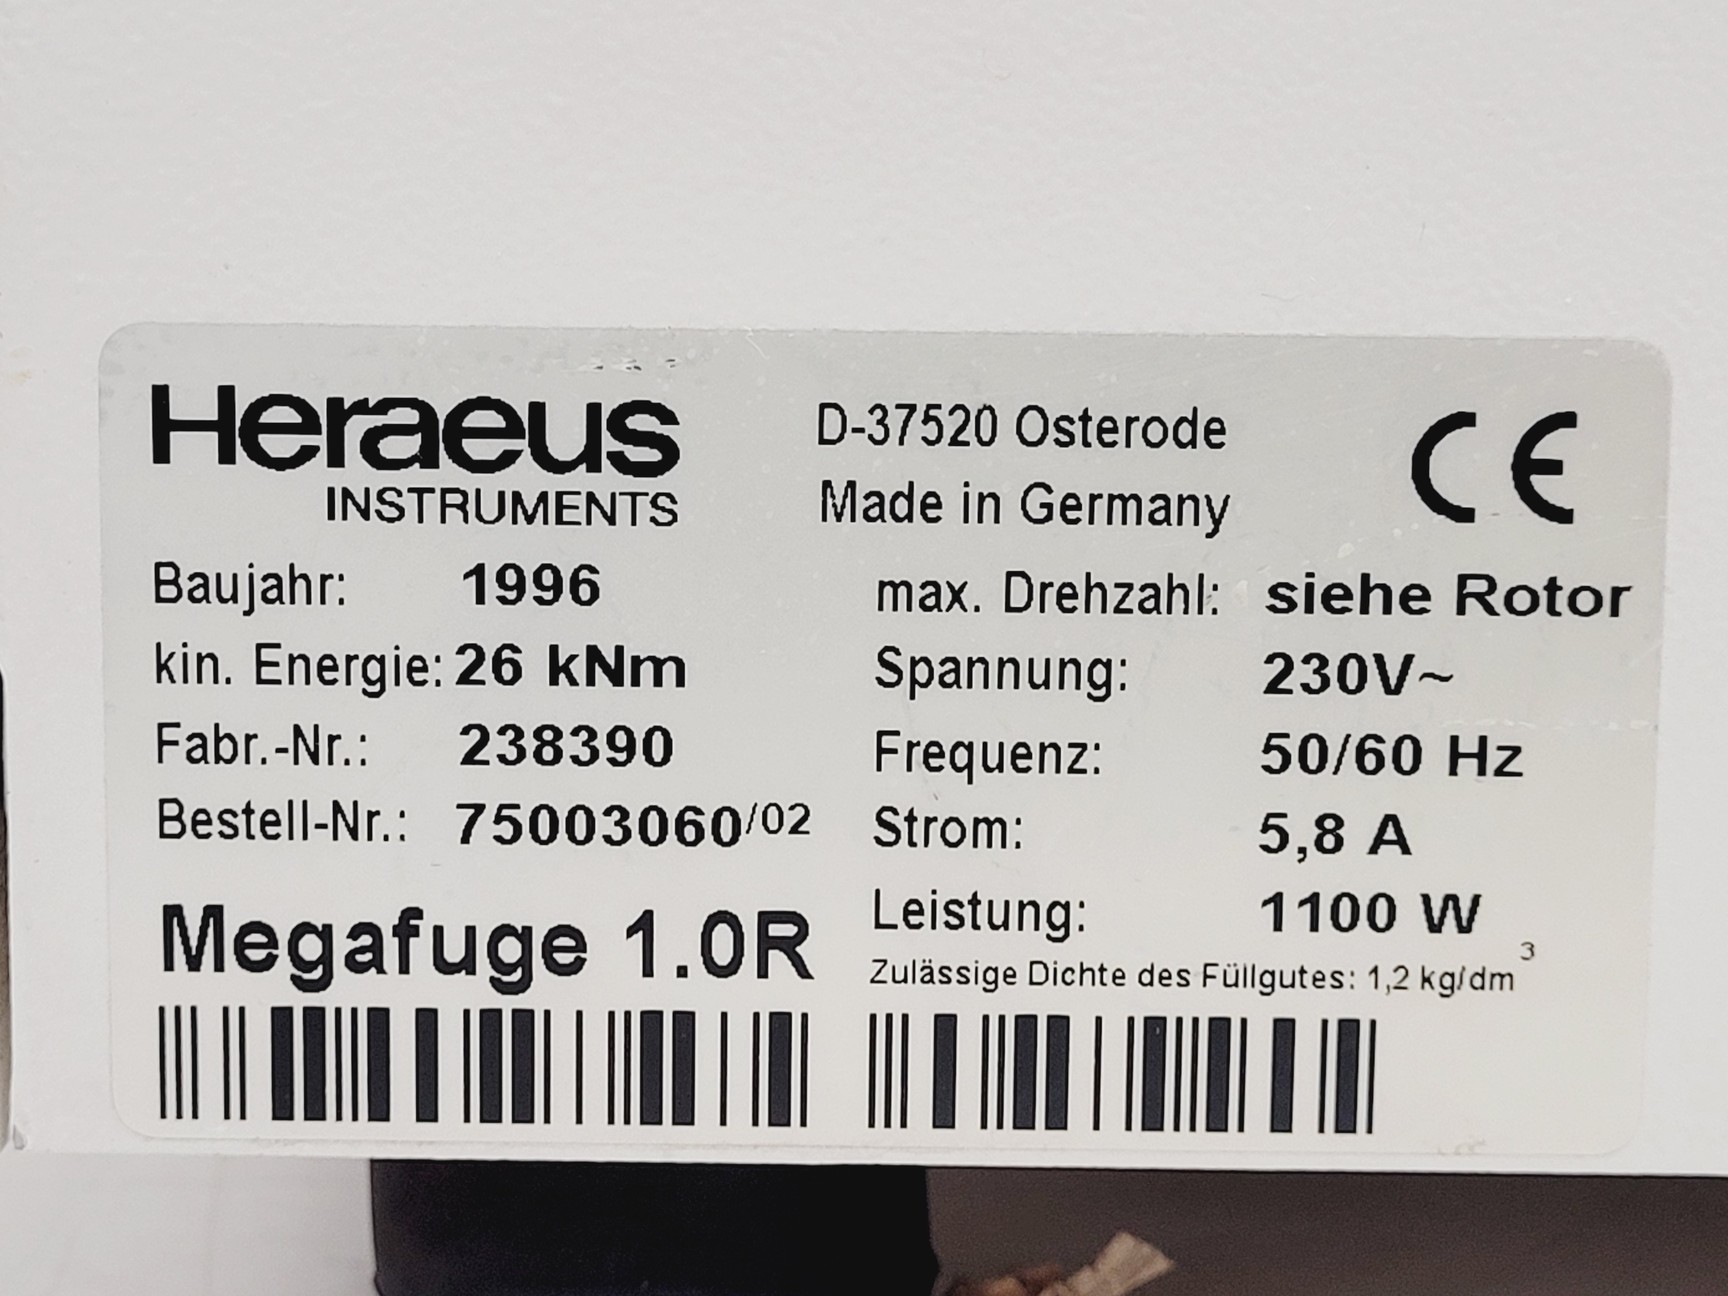 Heraeus
INSTRUMENTS
D-37520 Osterode
Made in Germany
CE
Baujahr: 1996
kin. Energie: 26 kNm
Fabr.-Nr.: 238390
Bestell-Nr.: 75003060/02
Megafuge 1.0R
max. Drehzahl: siehe Rotor
Spannung: 230V~
Frequenz: 50/60 Hz
Strom: 5,8 A
Leistung: 1100 W
Zulässige Dichte des Füllgutes: 1,2 kg/dm³